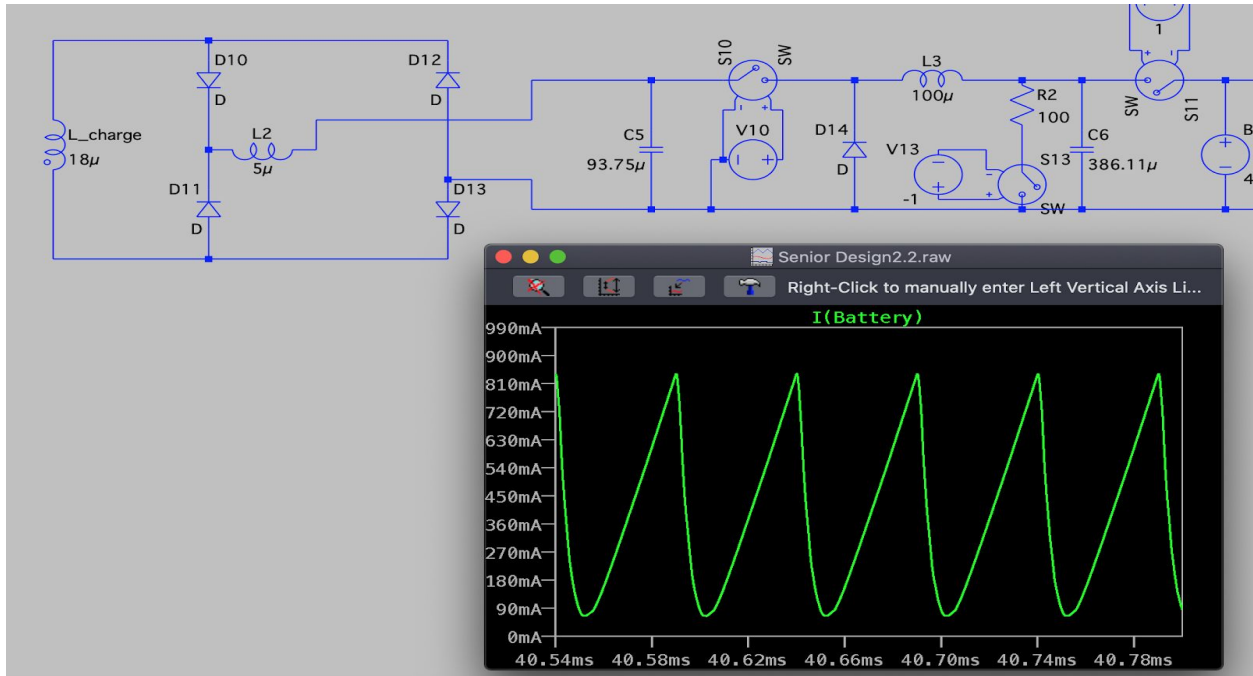 1
D10
D12
S10
SW
L3
D
D
100µ
R2
SW
S11
L_charge
L2
C5
V10
D14
100
C6
B
18µ
5µ
93.75µ
D
V13
S13
386.11µ
4
D11
D13
-1
SW
D
D
Senior Design2.2.raw
Right-Click to manually enter Left Vertical Axis Li...
I(Battery)
990mA
900mA
810mA
720mA
630mA
540mA
450mA
360mA
270mA
180mA
90mA
0mA
40.54ms 40.58ms 40.62ms 40.66ms 40.70ms 40.74ms 40.78ms